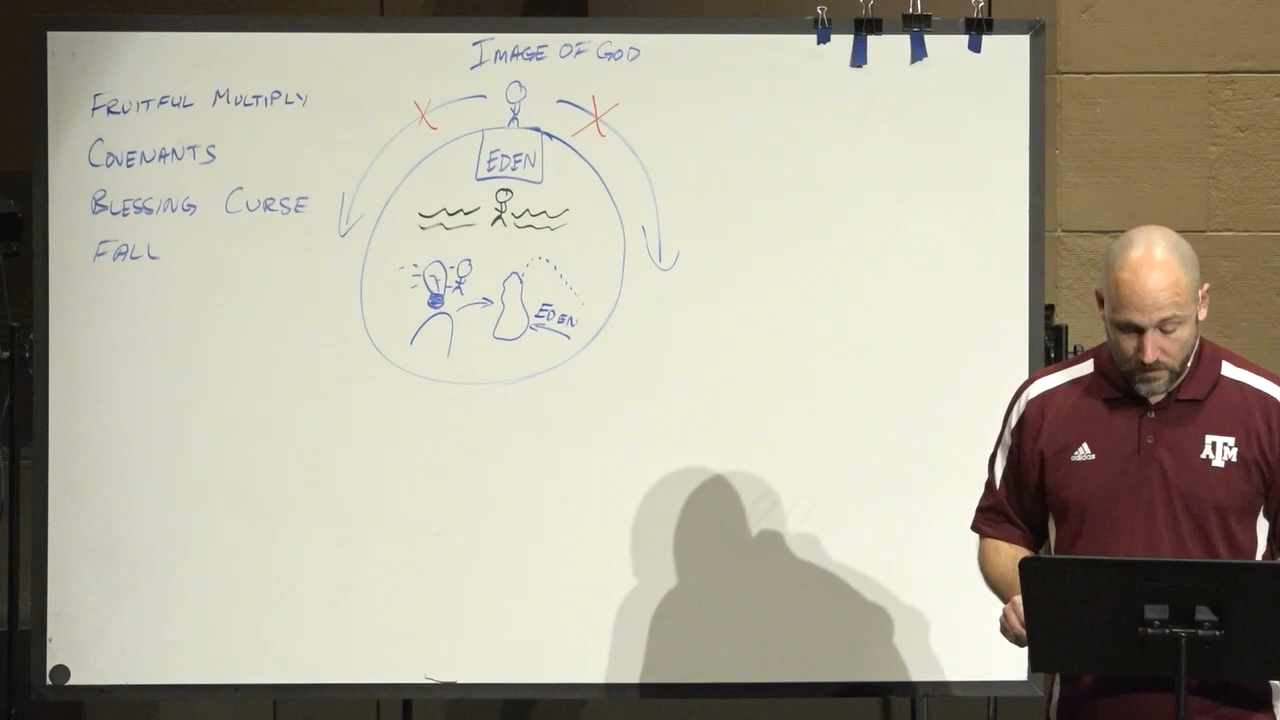 IMAGE OF GOD
FRUITFUL MULTIPLY
COVENANTS
BLESSING CURSE
FALL
EDEN
EDEN
adidas
ATM